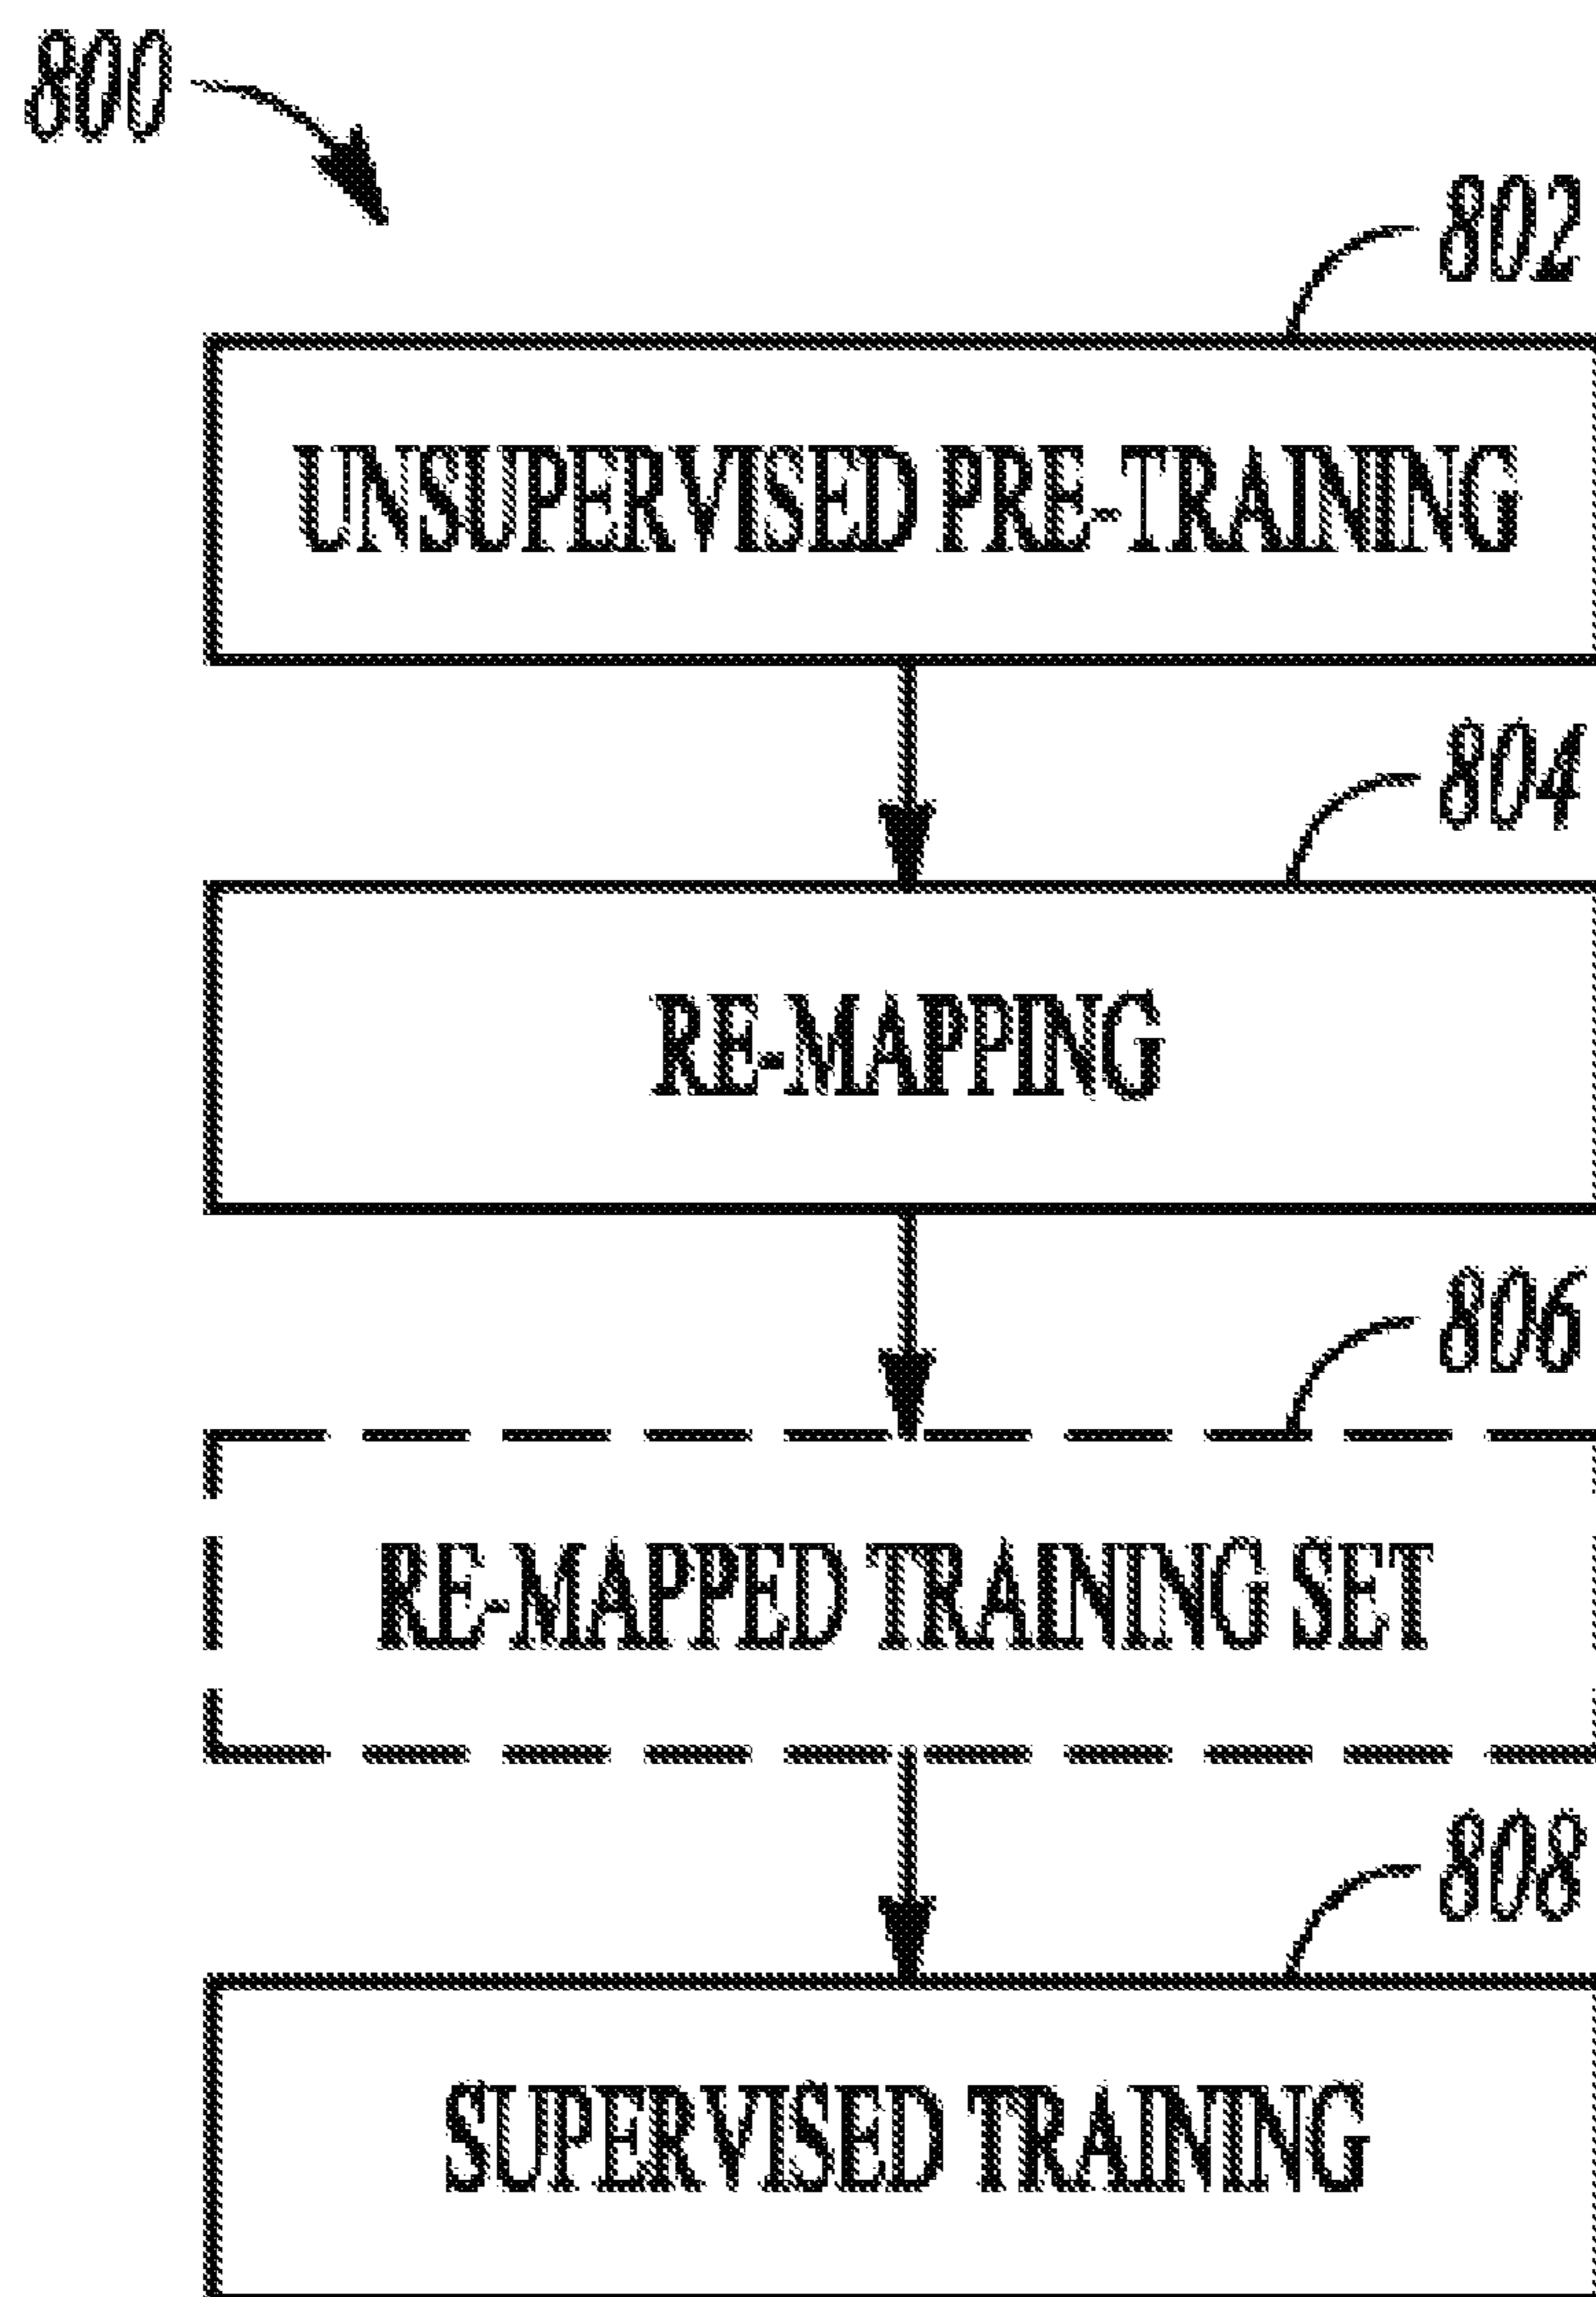 800
802
UNSUPERVISED PRE-TRAINING
804
RE-MAPPING
806
RE-MAPPED TRAINING SET
808
SUPERVISED TRAINING